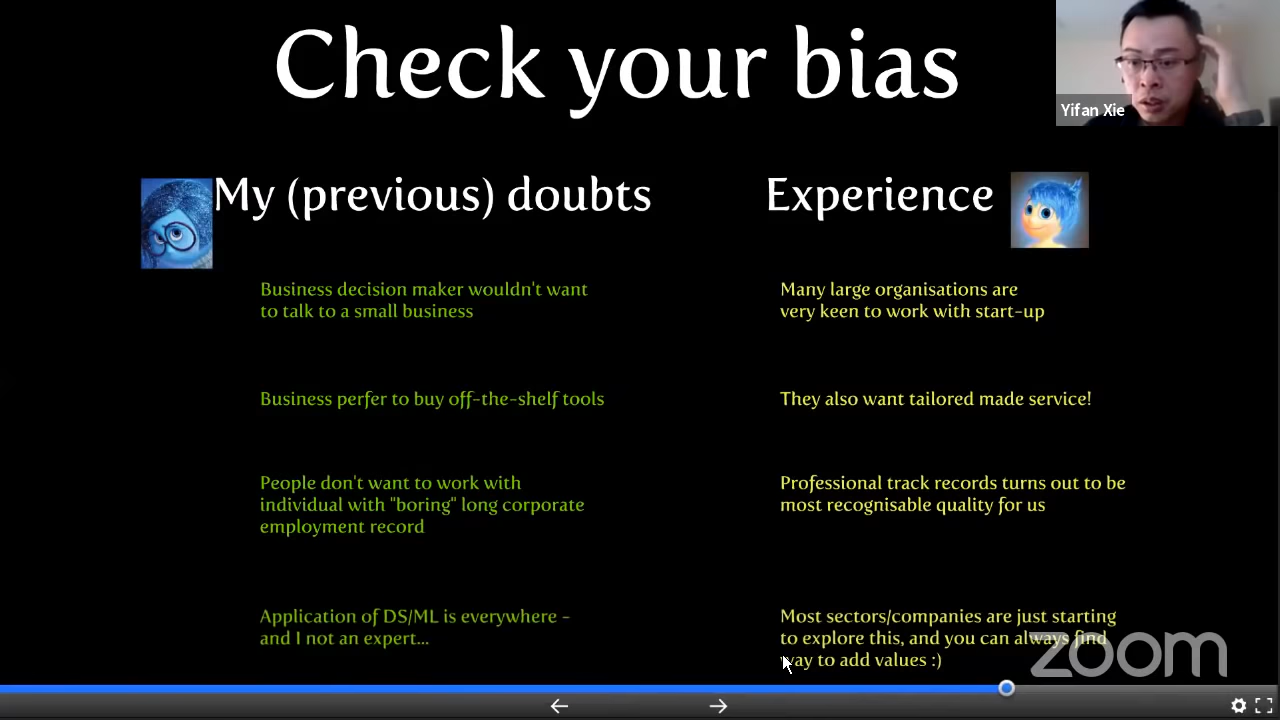 Check your bias
Yifan Xie
My (previous) doubts
Experience
Business decision maker wouldn't want
to talk to a small business
Many large organisations are
very keen to work with start-up
Business perfer to buy off-the-shelf tools
They also want tailored made service!
People don't want to work with
individual with "boring" long corporate
employment record
Professional track records turns out to be
most recognisable quality for us
Application of DS/ML is everywhere -
and I not an expert...
Most sectors/companies are just starting
to explore this, and you can always find
way to add values :)
zoom